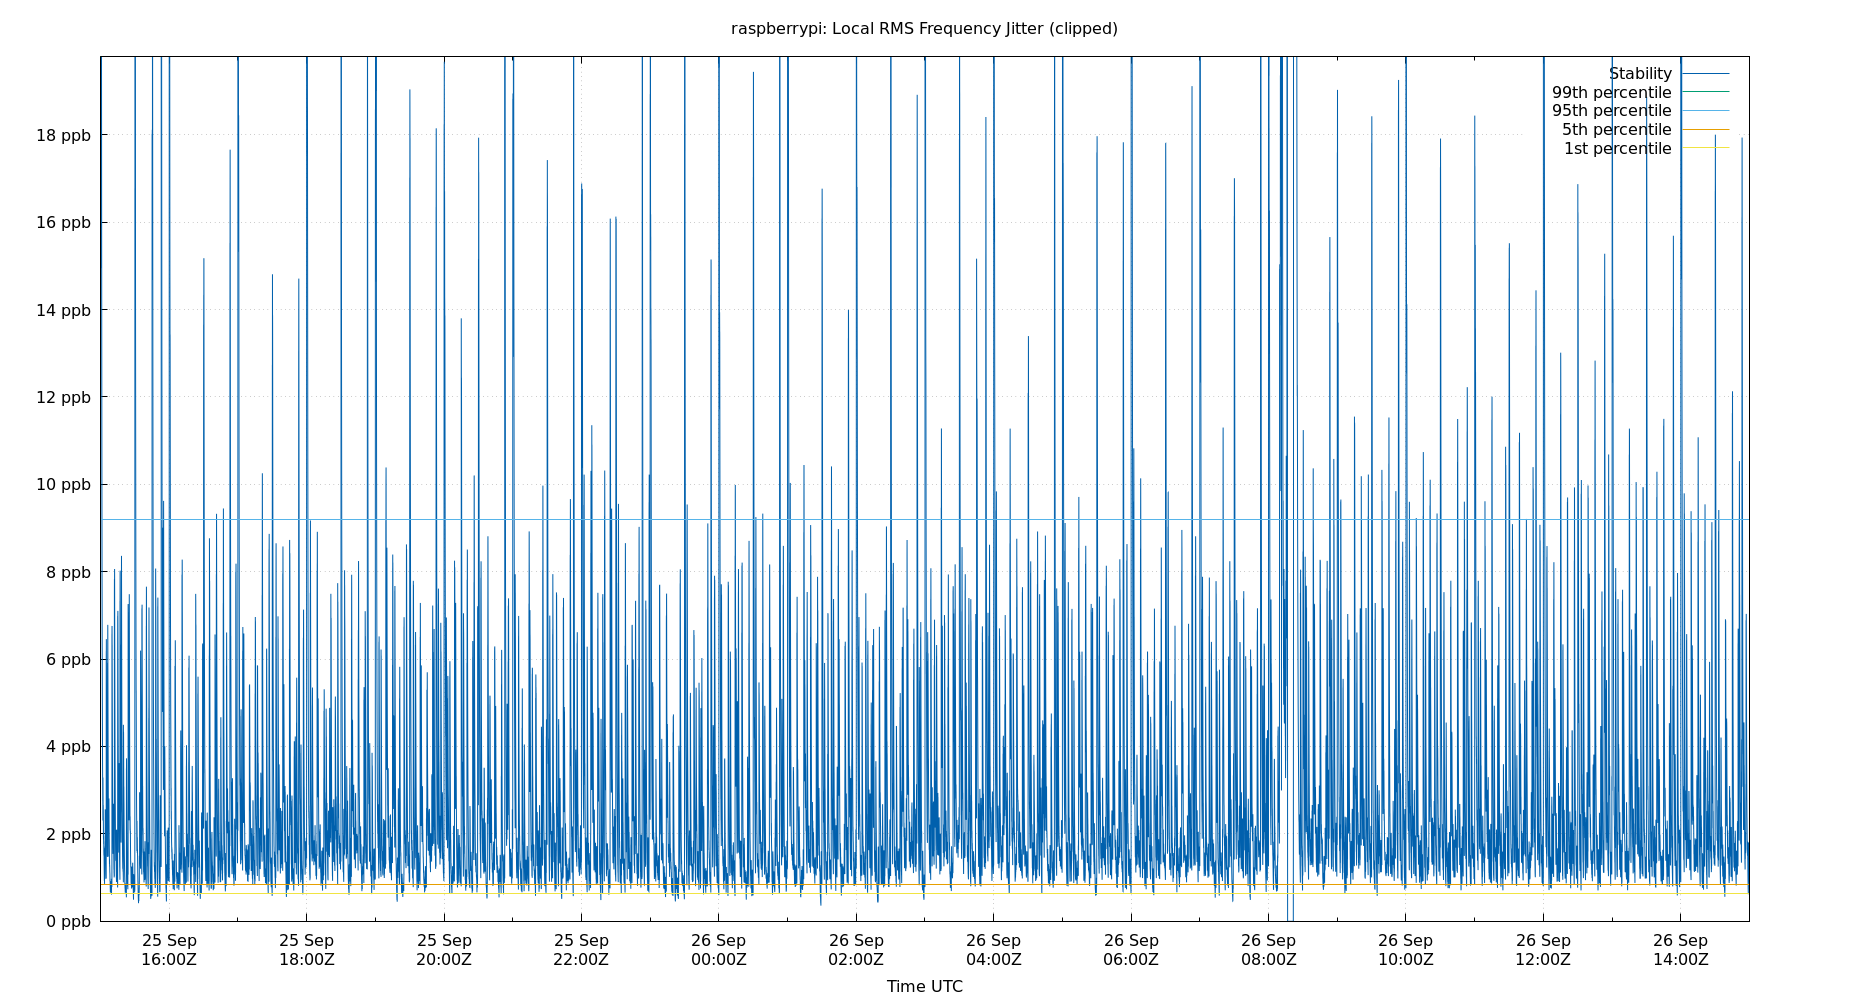 raspberrypi: Local RMS Frequency Jitter (clipped)
Stability
99th percentile
95th percentile
5th percentile
1st percentile
18 ppb
16 ppb
14 ppb
12 ppb
10 ppb
8 ppb
6 ppb
4 ppb
2 ppb
0 ppb
25 Sep 25 Sep 25 Sep 25 Sep 26 Sep 26 Sep 26 Sep 26 Sep 26 Sep 26 Sep 26 Sep 26 Sep
16:00Z 18:00Z 20:00Z 22:00Z 00:00Z 02:00Z 04:00Z 06:00Z 08:00Z 10:00Z 12:00Z 14:00Z
Time UTC